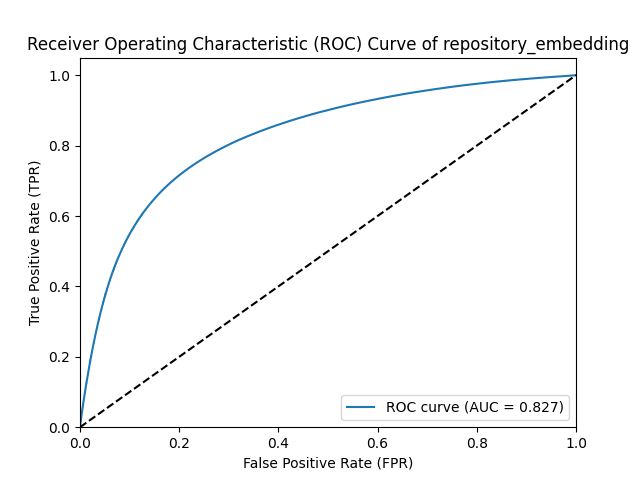 Receiver Operating Characteristic (ROC) Curve of repository_embedding
True Positive Rate (TPR)
1.0
0.8
0.6
0.4
0.2
0.0
ROC curve (AUC = 0.827)
0.0 0.2 0.4 0.6 0.8 1.0
False Positive Rate (FPR)